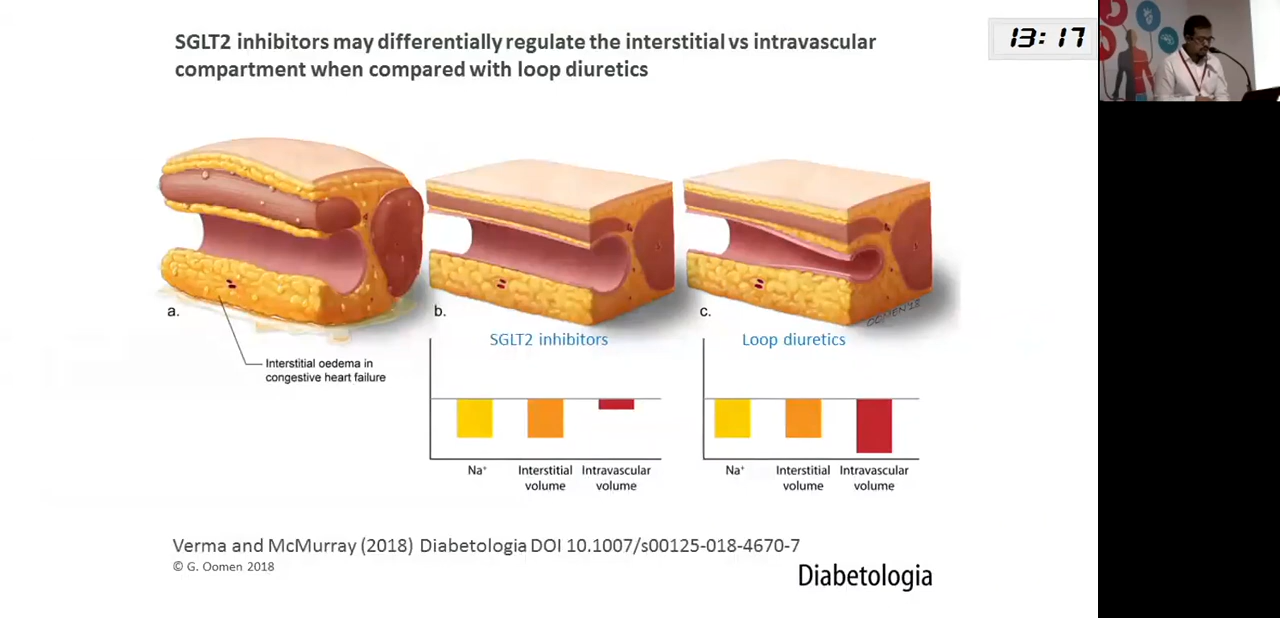 SGLT2 inhibitors may differentially regulate the interstitial vs intravascular
compartment when compared with loop diuretics
13:17
a.
b.
c.
OOMEN'18
Interstitial oedema in
congestive heart failure
SGLT2 inhibitors
Loop diuretics
Na⁺
Interstitial
volume
Intravascular
volume
Na⁺
Interstitial
volume
Intravascular
volume
Verma and McMurray (2018) Diabetologia DOI 10.1007/s00125-018-4670-7
© G. Oomen 2018
Diabetologia